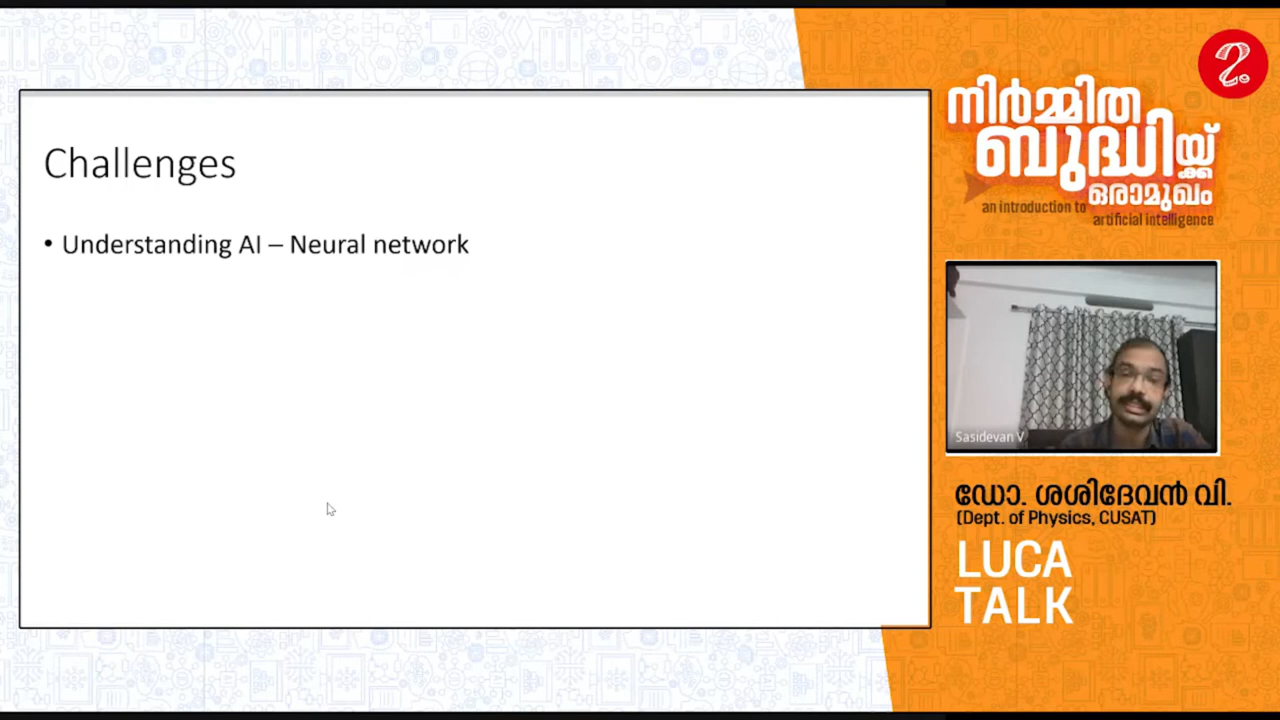 Challenges
• Understanding AI – Neural network
നിർമ്മിത
ബുദ്ധിയ്ക്ക്
ഒരാമുഖം
an introduction to
artificial intelligence
Sasidevan V
ഡോ. ശശിദേവൻ വി.
(Dept. of Physics, CUSAT)
LUCA
TALK